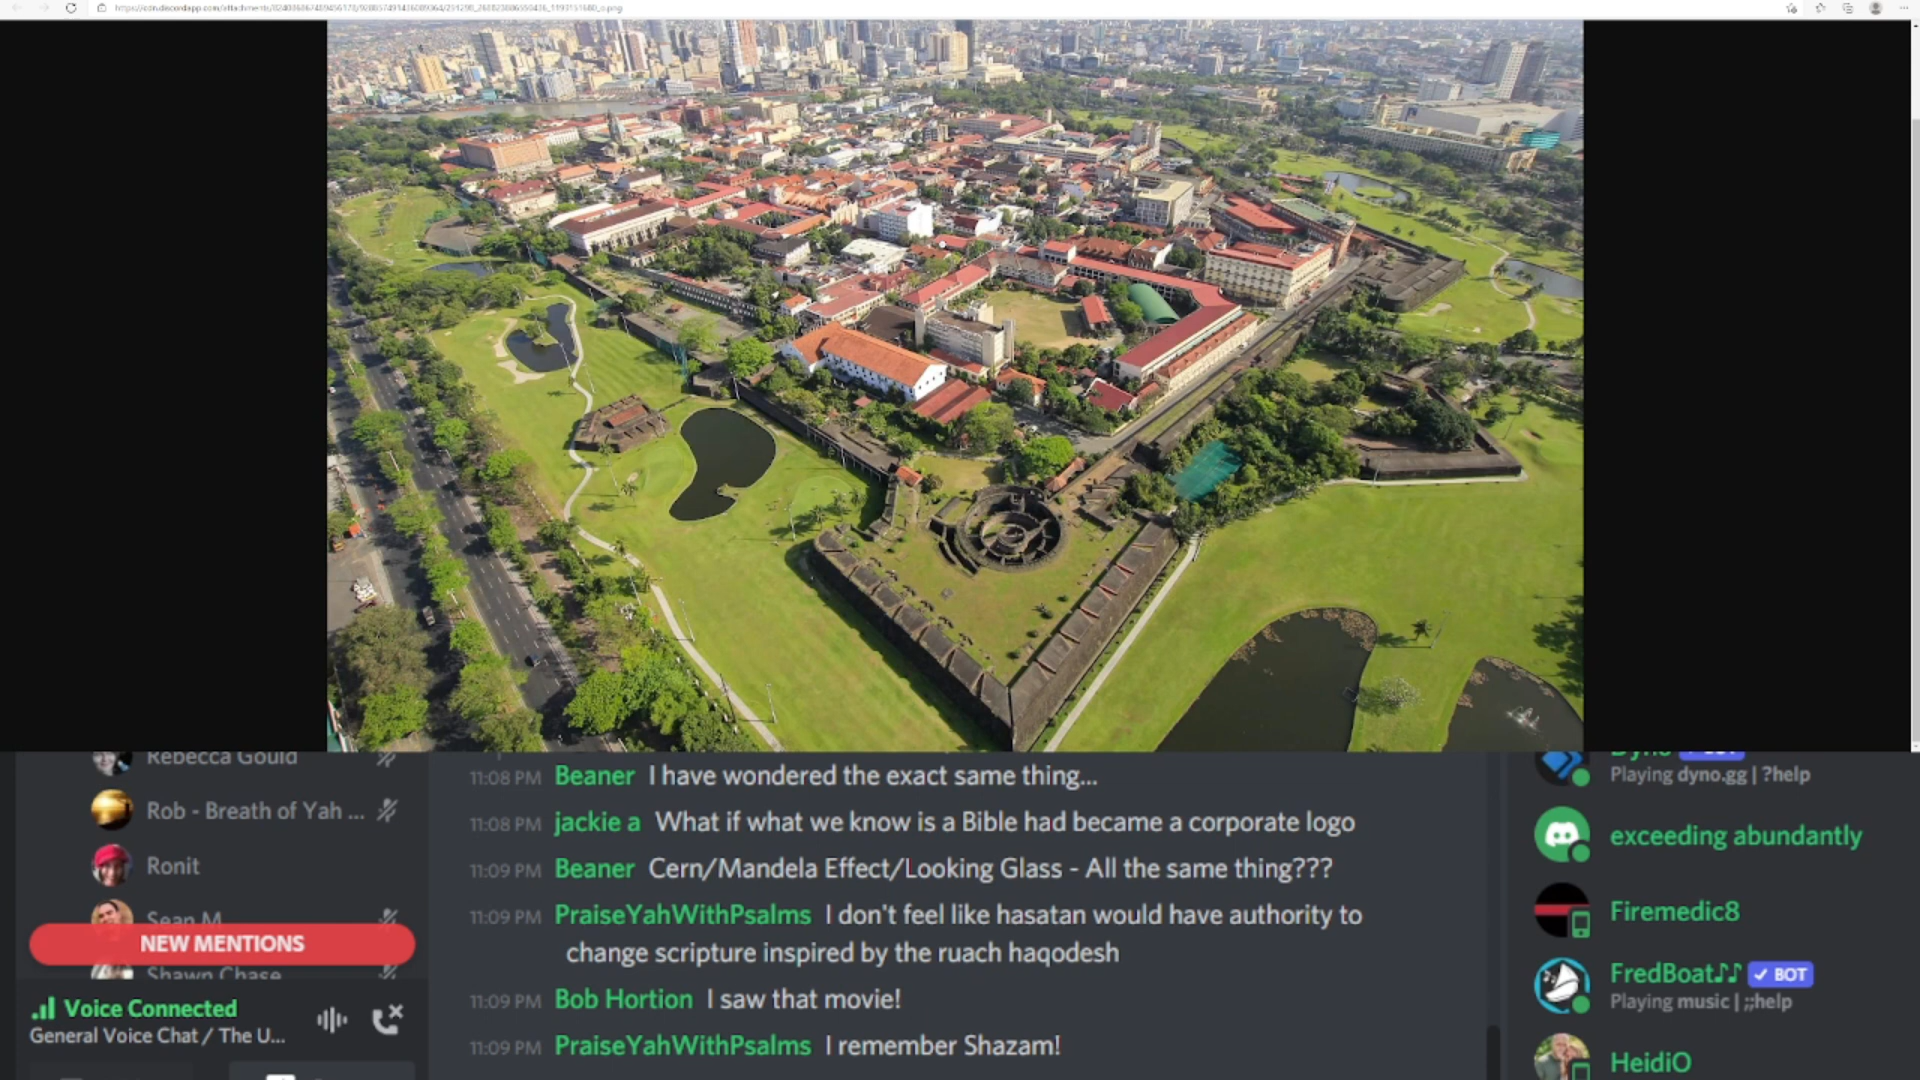 Rebecca Gould
Rob - Breath of Yah ...
Ronit
Sean M
NEW MENTIONS
Shawn Chase
Voice Connected
General Voice Chat / The U...
11:08 PM Beaner I have wondered the exact same thing...
11:08 PM jackie a What if what we know is a Bible had became a corporate logo
11:09 PM Beaner Cern/Mandela Effect/Looking Glass - All the same thing???
11:09 PM PraiseYahWithPsalms I don't feel like hasatan would have authority to
change scripture inspired by the ruach haqodesh
11:09 PM Bob Hortion I saw that movie!
11:09 PM PraiseYahWithPsalms I remember Shazam!
Dyno
Playing dyno.gg | ?help
exceeding abundantly
Firemedic8
FredBoat♪♪ ✓ BOT
Playing music | ;;help
HeidiO